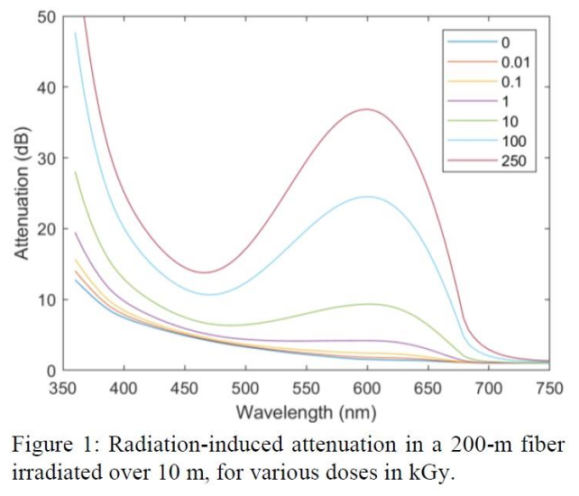 50
40
30
20
10
0
Attenuation (dB)
0
0.01
0.1
1
10
100
250
350 400 450 500 550 600 650 700 750
Wavelength (nm)
Figure 1: Radiation-induced attenuation in a 200-m fiber
irradiated over 10 m, for various doses in kGy.